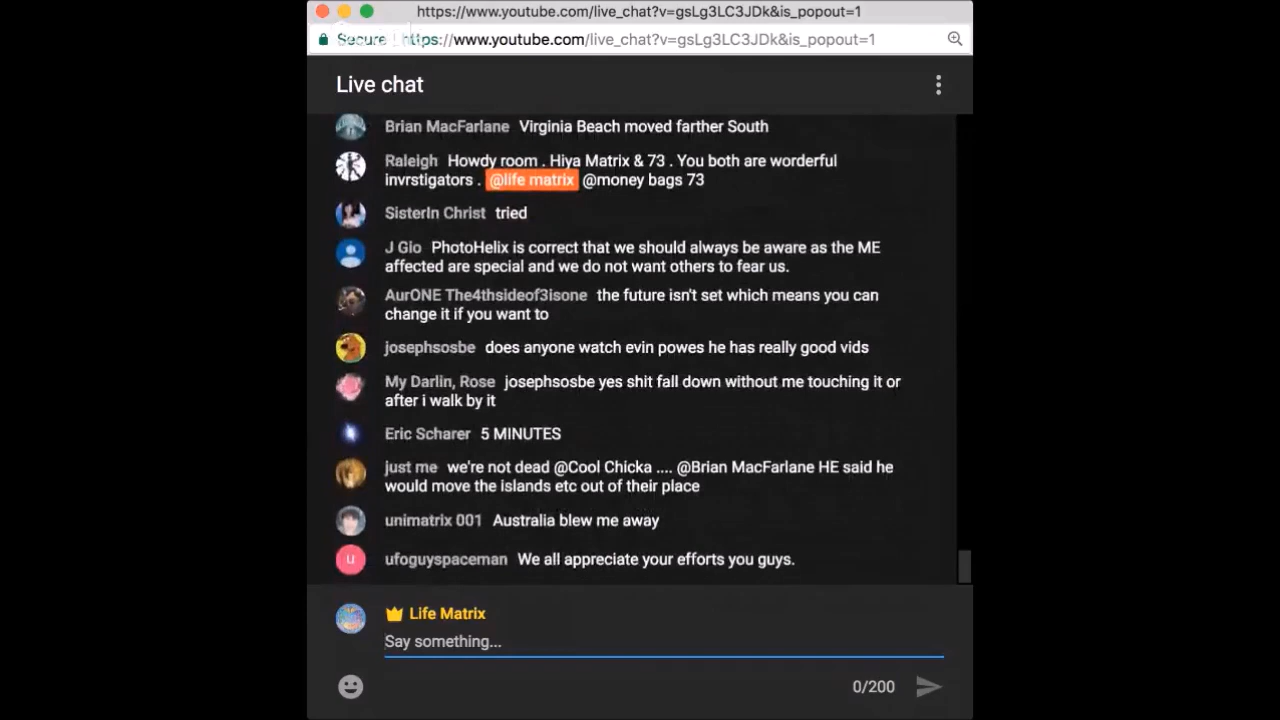 https://www.youtube.com/live_chat?v=gsLg3LC3JDk&is_popout=1
Secure https://www.youtube.com/live_chat?v=gsLg3LC3JDk&is_popout=1
Live chat
Brian MacFarlane Virginia Beach moved farther South
Raleigh Howdy room . Hiya Matrix & 73 . You both are worderful
invrstigators . @life matrix @money bags 73
SisterIn Christ tried
J Glo PhotoHelix is correct that we should always be aware as the ME
affected are special and we do not want others to fear us.
AurONE The4thsideof3isone the future isn't set which means you can
change it if you want to
josephsosbe does anyone watch evin powes he has really good vids
My Darlin, Rose josephsosbe yes shit fall down without me touching it or
after i walk by it
Eric Scharer 5 MINUTES
just me we're not dead @Cool Chicka .... @Brian MacFarlane HE said he
would move the islands etc out of their place
unimatrix 001 Australia blew me away
u ufoguyspaceman We all appreciate your efforts you guys.
Life Matrix
Say something...
0/200